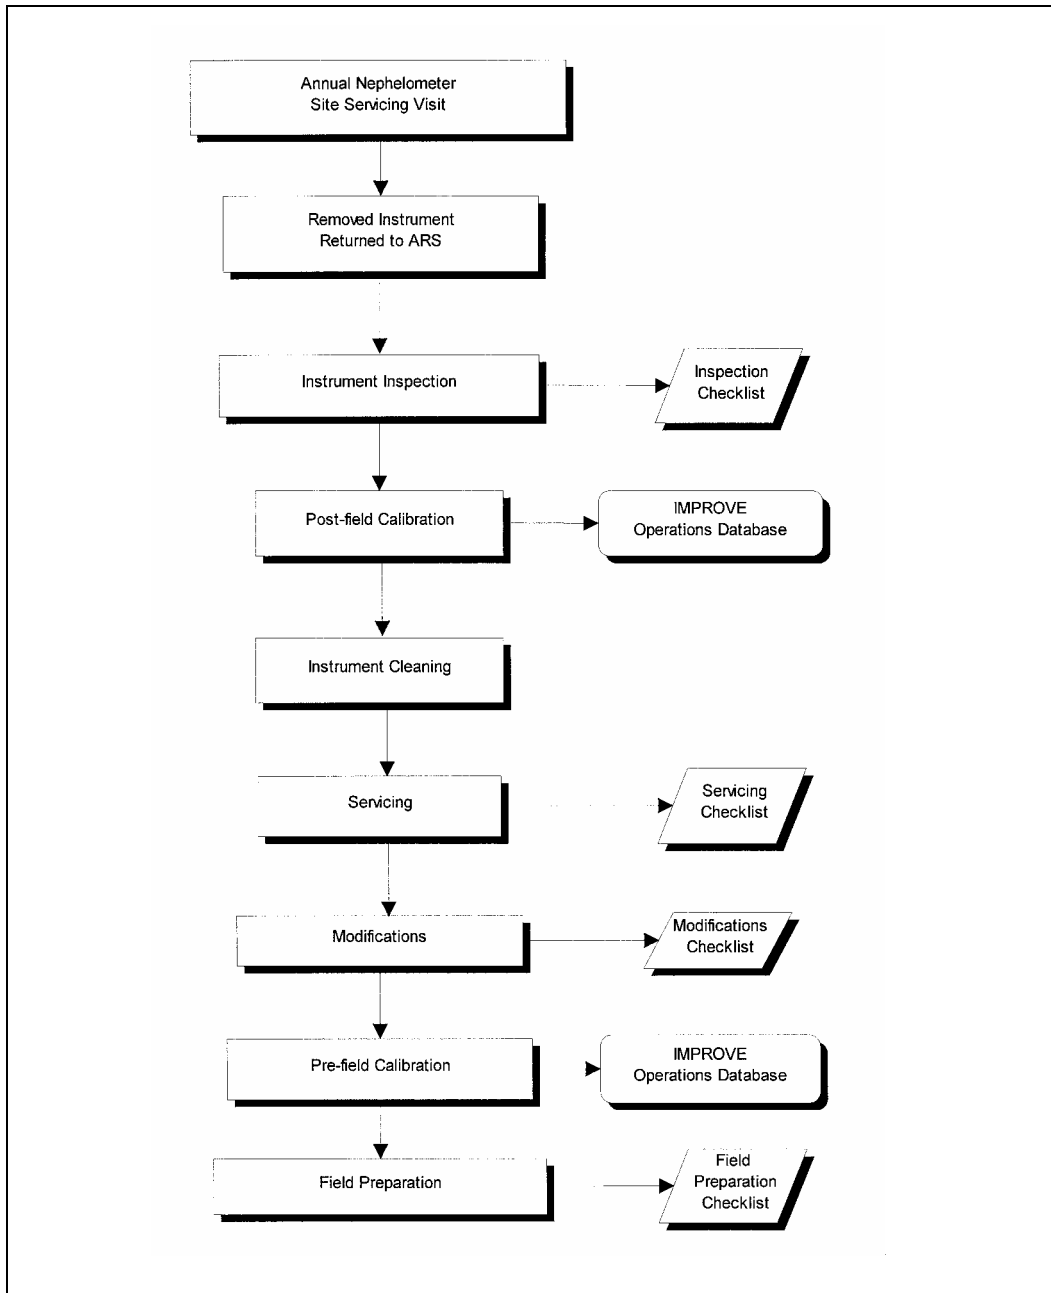 Annual Nephelometer
Site Servicing Visit
Removed Instrument
Returned to ARS
Instrument Inspection
Inspection
Checklist
Post-field Calibration
IMPROVE
Operations Database
Instrument Cleaning
Servicing
Servicing
Checklist
Modifications
Modifications
Checklist
Pre-field Calibration
IMPROVE
Operations Database
Field Preparation
Field
Preparation
Checklist